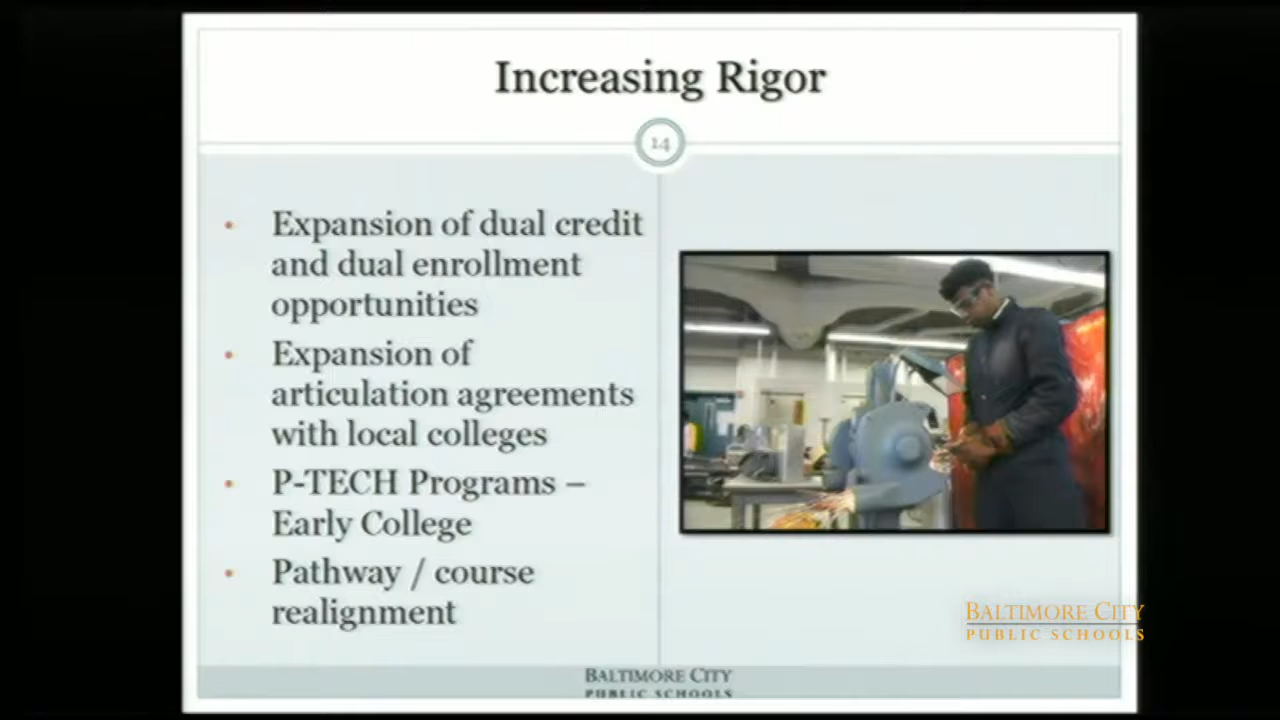 Increasing Rigor
14
• Expansion of dual credit
and dual enrollment
opportunities
• Expansion of
articulation agreements
with local colleges
• P-TECH Programs –
Early College
• Pathway / course
realignment
BALTIMORE CITY
PUBLIC SCHOOLS
BALTIMORE CITY
PUBLIC SCHOOLS